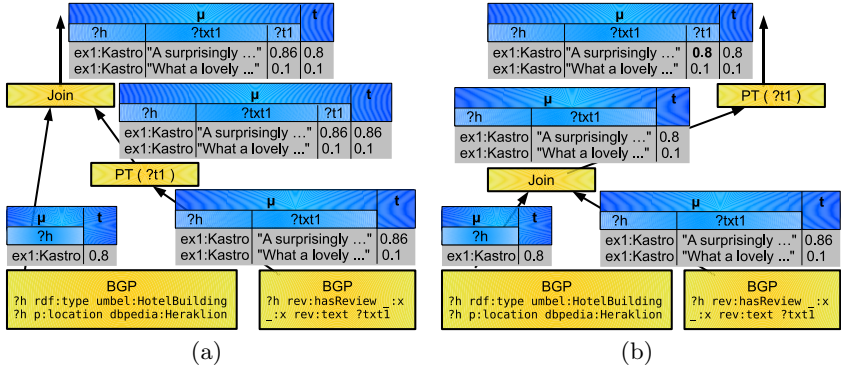 μ t
?h ?txt1 ?t1
ex1:Kastro "A surprisingly …" 0.86 0.8
ex1:Kastro "What a lovely ..." 0.1 0.1
Join
μ t
?h ?txt1 ?t1
ex1:Kastro "A surprisingly …" 0.86 0.86
ex1:Kastro "What a lovely ..." 0.1 0.1
PT ( ?t1 )
μ t
?h
ex1:Kastro 0.8
μ t
?h ?txt1
ex1:Kastro "A surprisingly …" 0.86
ex1:Kastro "What a lovely ..." 0.1
BGP
?h rdf:type umbel:HotelBuilding
?h p:location dbpedia:Heraklion
BGP
?h rev:hasReview _:x
_:x rev:text ?txt1
(a)
μ t
?h ?txt1 ?t1
ex1:Kastro "A surprisingly …" 0.8 0.8
ex1:Kastro "What a lovely ..." 0.1 0.1
PT ( ?t1 )
μ t
?h ?txt1
ex1:Kastro "A surprisingly …" 0.8
ex1:Kastro "What a lovely ..." 0.1
Join
μ t
?h
ex1:Kastro 0.8
μ t
?h ?txt1
ex1:Kastro "A surprisingly …" 0.86
ex1:Kastro "What a lovely ..." 0.1
BGP
?h rdf:type umbel:HotelBuilding
?h p:location dbpedia:Heraklion
BGP
?h rev:hasReview _:x
_:x rev:text ?txt1
(b)